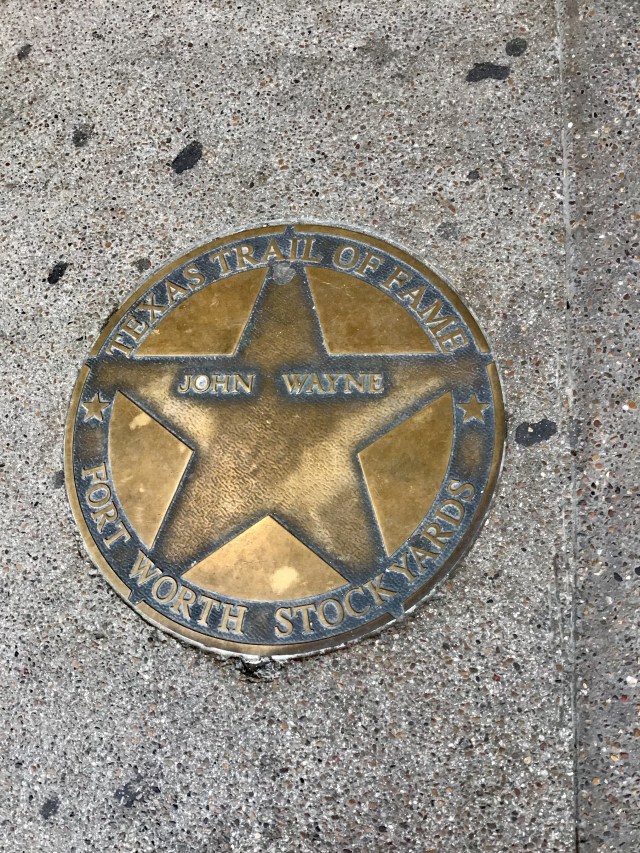 TEXAS TRAIL OF FAME
JOHN WAYNE
FORT WORTH STOCKYARDS